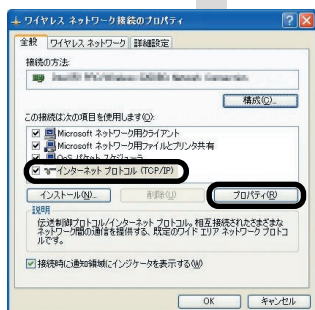 ワイヤレス ネットワーク接続のプロパティ
全般 ワイヤレス ネットワーク 詳細設定
接続の方法:
構成(C)...
この接続は次の項目を使用します(O):
Microsoft ネットワーク用クライアント
Microsoft ネットワーク用ファイルとプリンタ共有
QoS パケット スケジューラ
インターネット プロトコル (TCP/IP)
インストール(N)... 削除(U) プロパティ(R)
説明
伝送制御プロトコル/インターネット プロトコル。相互接続されたさまざまな
ネットワーク間の通信を提供する、既定のワイド エリア ネットワーク プロトコ
ルです。
接続時に通知領域にインジケータを表示する(W)
OK キャンセル